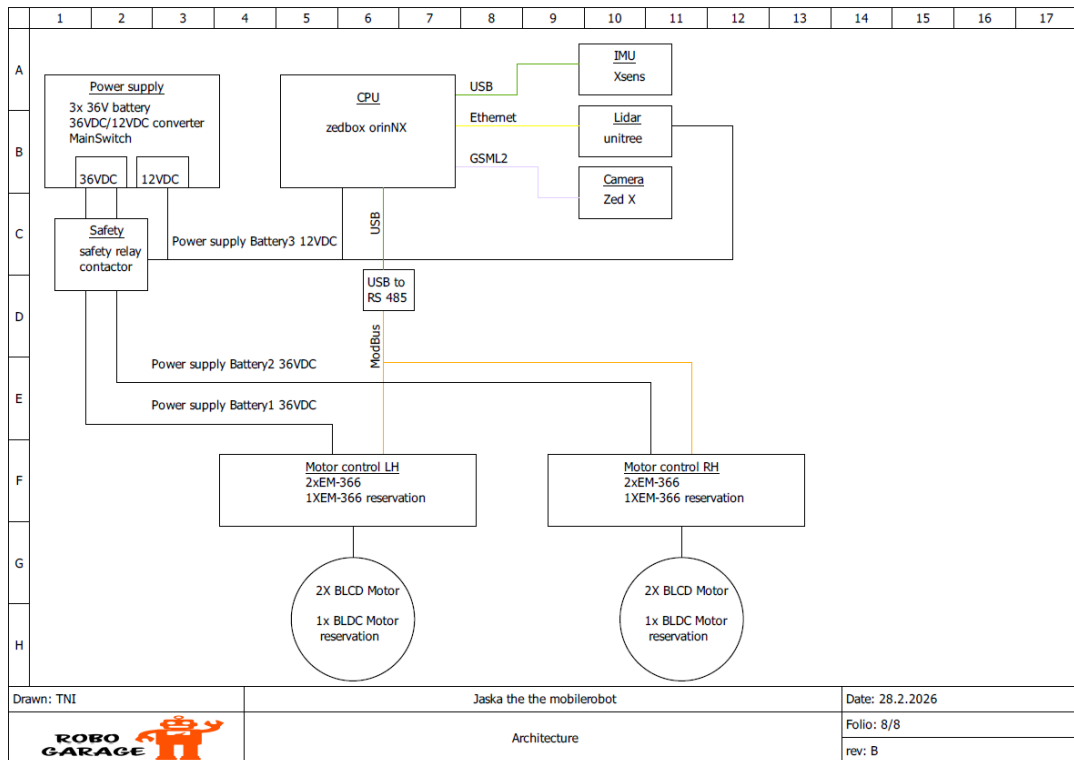 1 2 3 4 5 6 7 8 9 10 11 12 13 14 15 16 17
A
B
C
D
E
F
G
H
Power supply
3x 36V battery
36VDC/12VDC converter
MainSwitch
36VDC
12VDC
CPU
zedbox orinNX
USB
Ethernet
GSML2
IMU
Xsens
Lidar
unitree
Camera
Zed X
Safety
safety relay
contactor
Power supply Battery3 12VDC
USB
USB to
RS 485
ModBus
Power supply Battery2 36VDC
Power supply Battery1 36VDC
Motor control LH
2xEM-366
1XEM-366 reservation
Motor control RH
2xEM-366
1XEM-366 reservation
2X BLCD Motor
1x BLDC Motor
reservation
2X BLCD Motor
1x BLDC Motor
reservation
Drawn: TNI
Jaska the the mobilerobot
Date: 28.2.2026
ROBO
GARAGE
Architecture
Folio: 8/8
rev: B